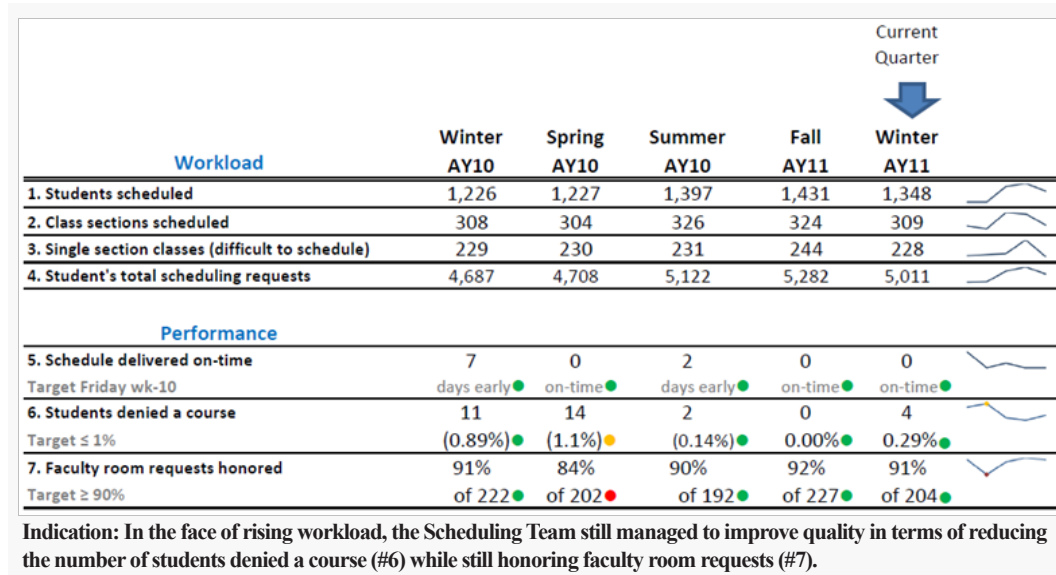 Current
Quarter
Winter Spring Summer Fall Winter
Workload AY10 AY10 AY10 AY11 AY11
1. Students scheduled 1,226 1,227 1,397 1,431 1,348
2. Class sections scheduled 308 304 326 324 309
3. Single section classes (difficult to schedule) 229 230 231 244 228
4. Student's total scheduling requests 4,687 4,708 5,122 5,282 5,011
Performance
5. Schedule delivered on-time 7 0 2 0 0
Target Friday wk-10 days early on-time days early on-time on-time
6. Students denied a course 11 14 2 0 4
Target ≤ 1% (0.89%) (1.1%) (0.14%) 0.00% 0.29%
7. Faculty room requests honored 91% 84% 90% 92% 91%
Target ≥ 90% of 222 of 202 of 192 of 227 of 204
Indication: In the face of rising workload, the Scheduling Team still managed to improve quality in terms of reducing
the number of students denied a course (#6) while still honoring faculty room requests (#7).